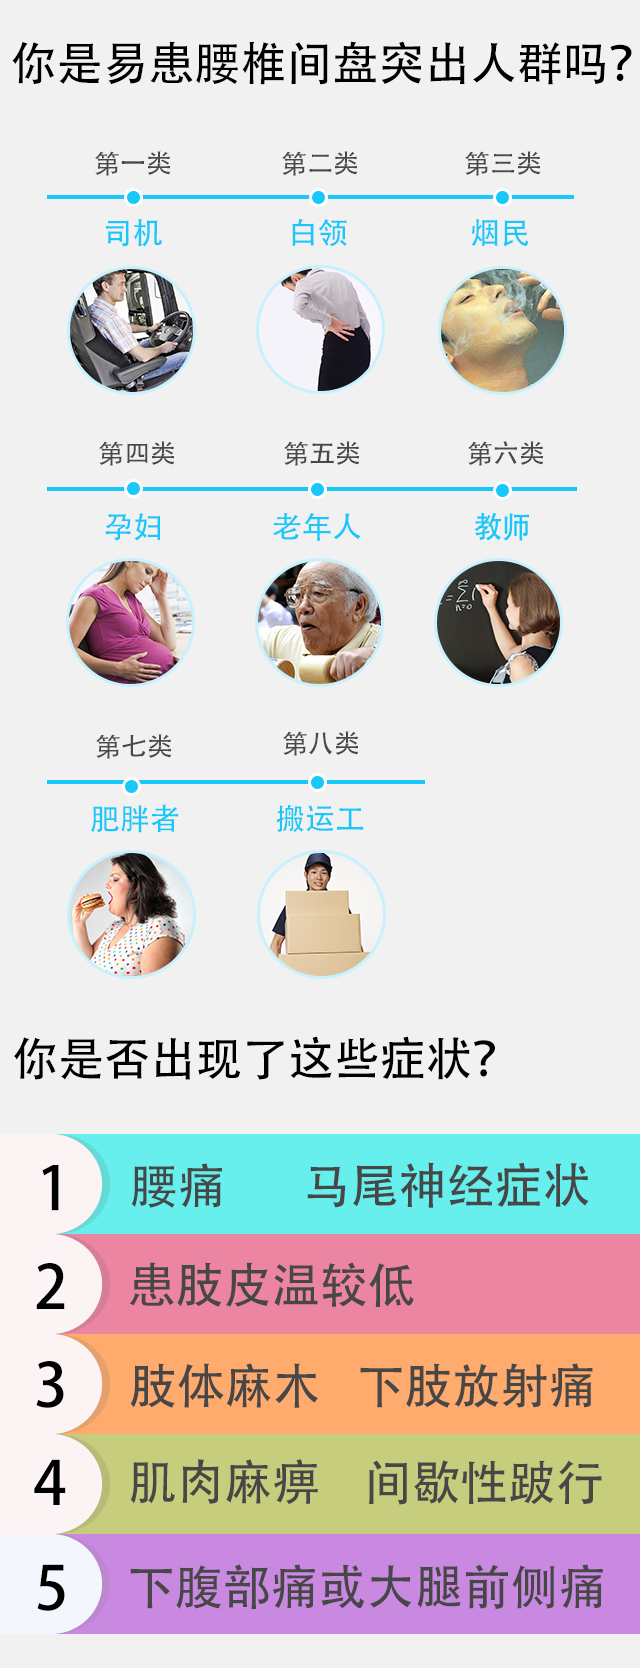 你是易患腰椎间盘突出人群吗?
第一类 第二类 第三类
司机 白领 烟民
第四类 第五类 第六类
孕妇 老年人 教师
=Σ∞n=0
第七类 第八类
肥胖者 搬运工
你是否出现了这些症状?
1 腰痛 马尾神经症状
2 患肢皮温较低
3 肢体麻木 下肢放射痛
4 肌肉麻痹 间歇性跛行
5 下腹部痛或大腿前侧痛